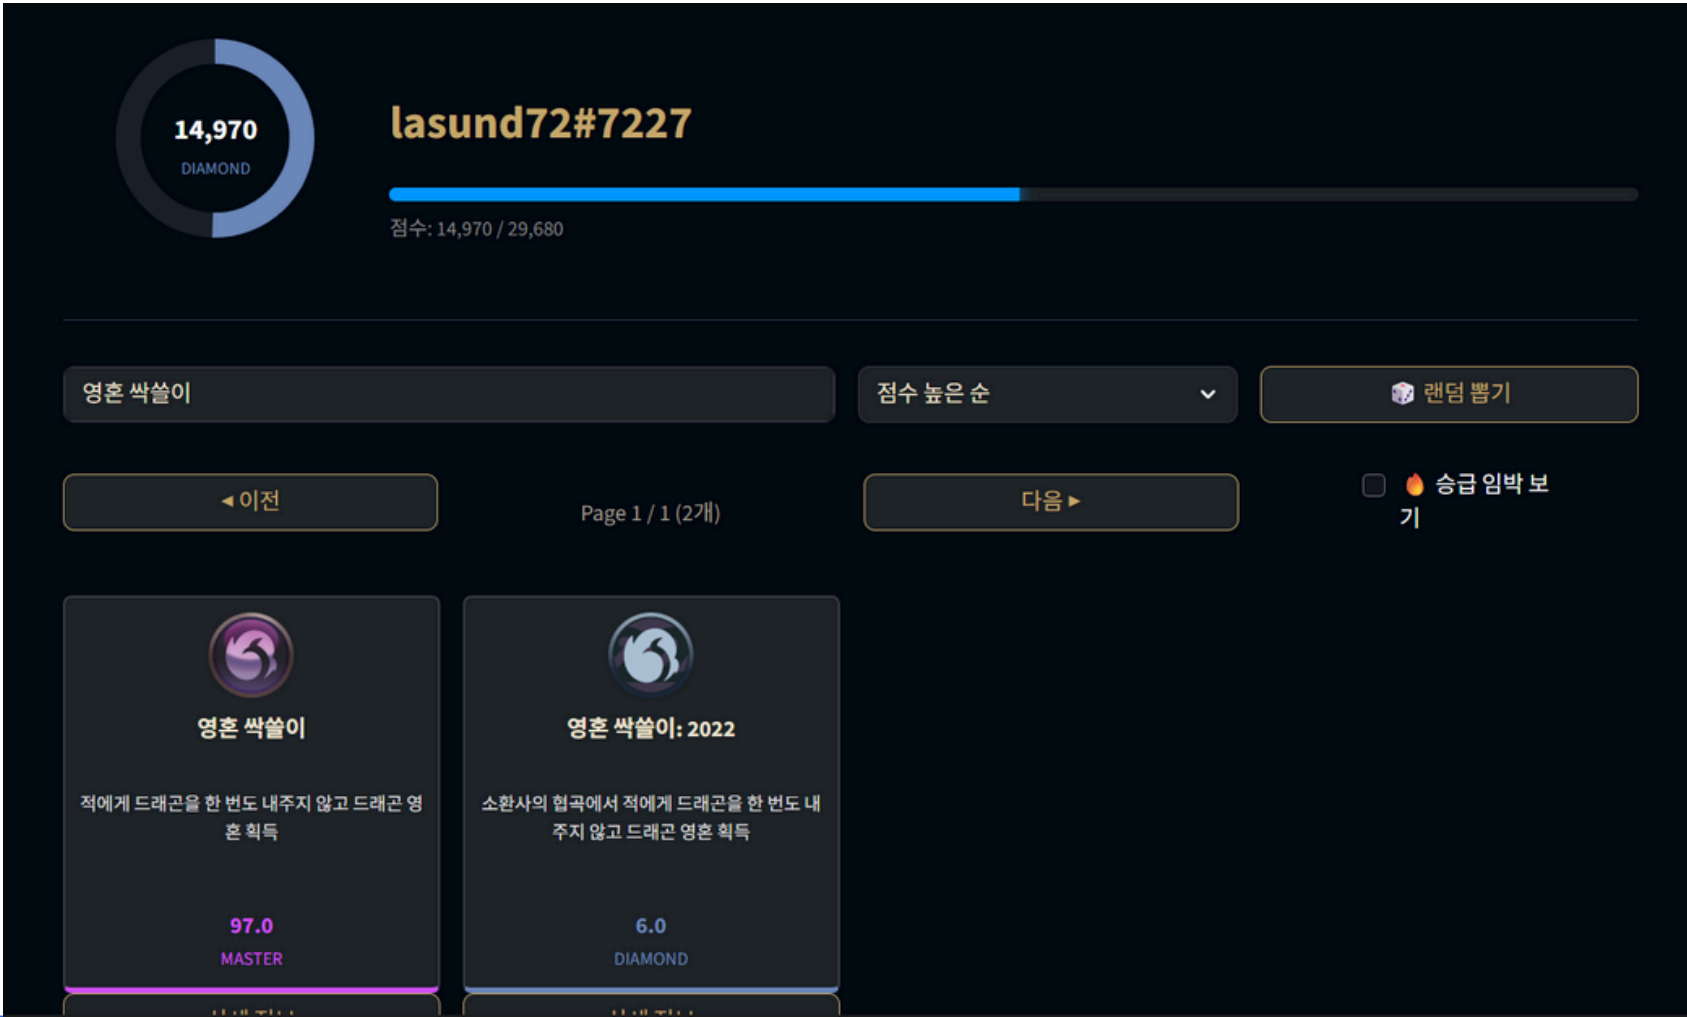 14,970
DIAMOND
lasund72#7227
점수: 14,970 / 29,680
영혼 싹쓸이
점수 높은 순
랜덤 뽑기
◂ 이전
Page 1 / 1 (2개)
다음 ▸
승급 임박 보
기
영혼 싹쓸이
적에게 드래곤을 한 번도 내주지 않고 드래곤 영
혼 획득
97.0
MASTER
영혼 싹쓸이: 2022
소환사의 협곡에서 적에게 드래곤을 한 번도 내
주지 않고 드래곤 영혼 획득
6.0
DIAMOND